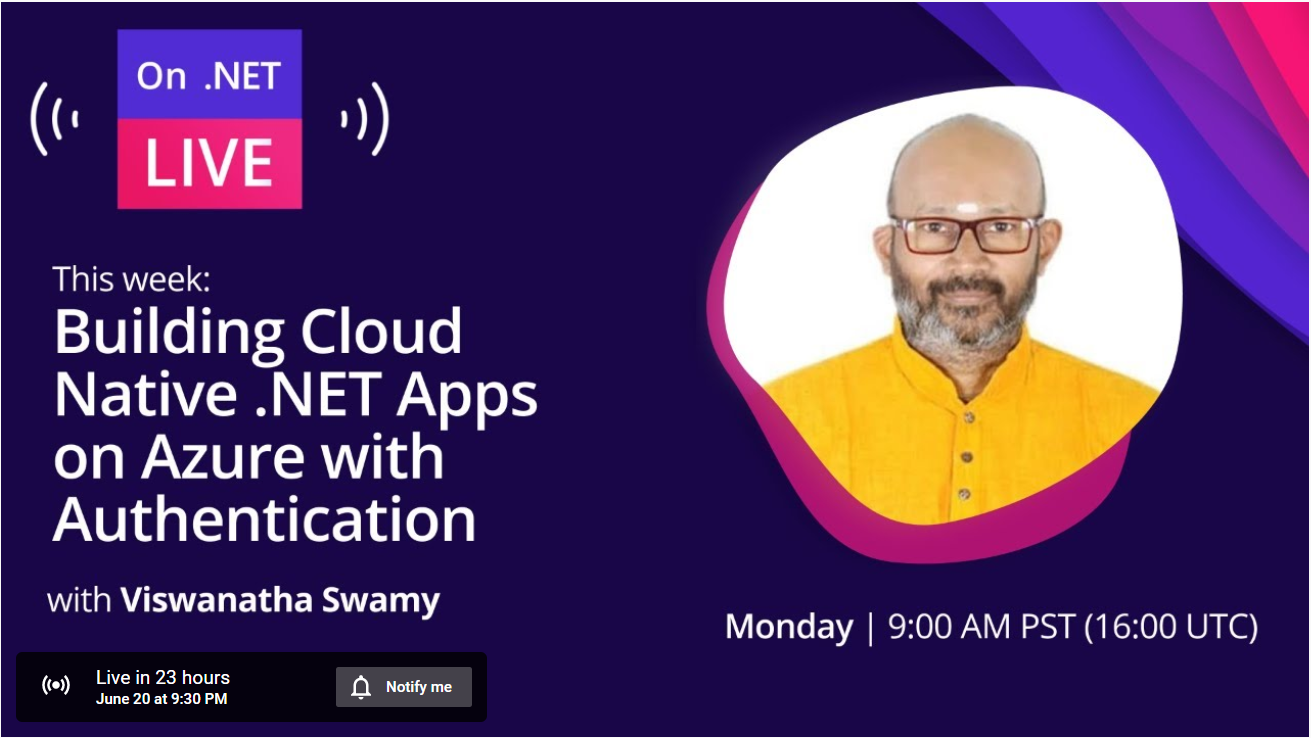 On .NET
LIVE
This week:
Building Cloud
Native .NET Apps
on Azure with
Authentication
with Viswanatha Swamy
Monday | 9:00 AM PST (16:00 UTC)
Live in 23 hours
June 20 at 9:30 PM
Notify me